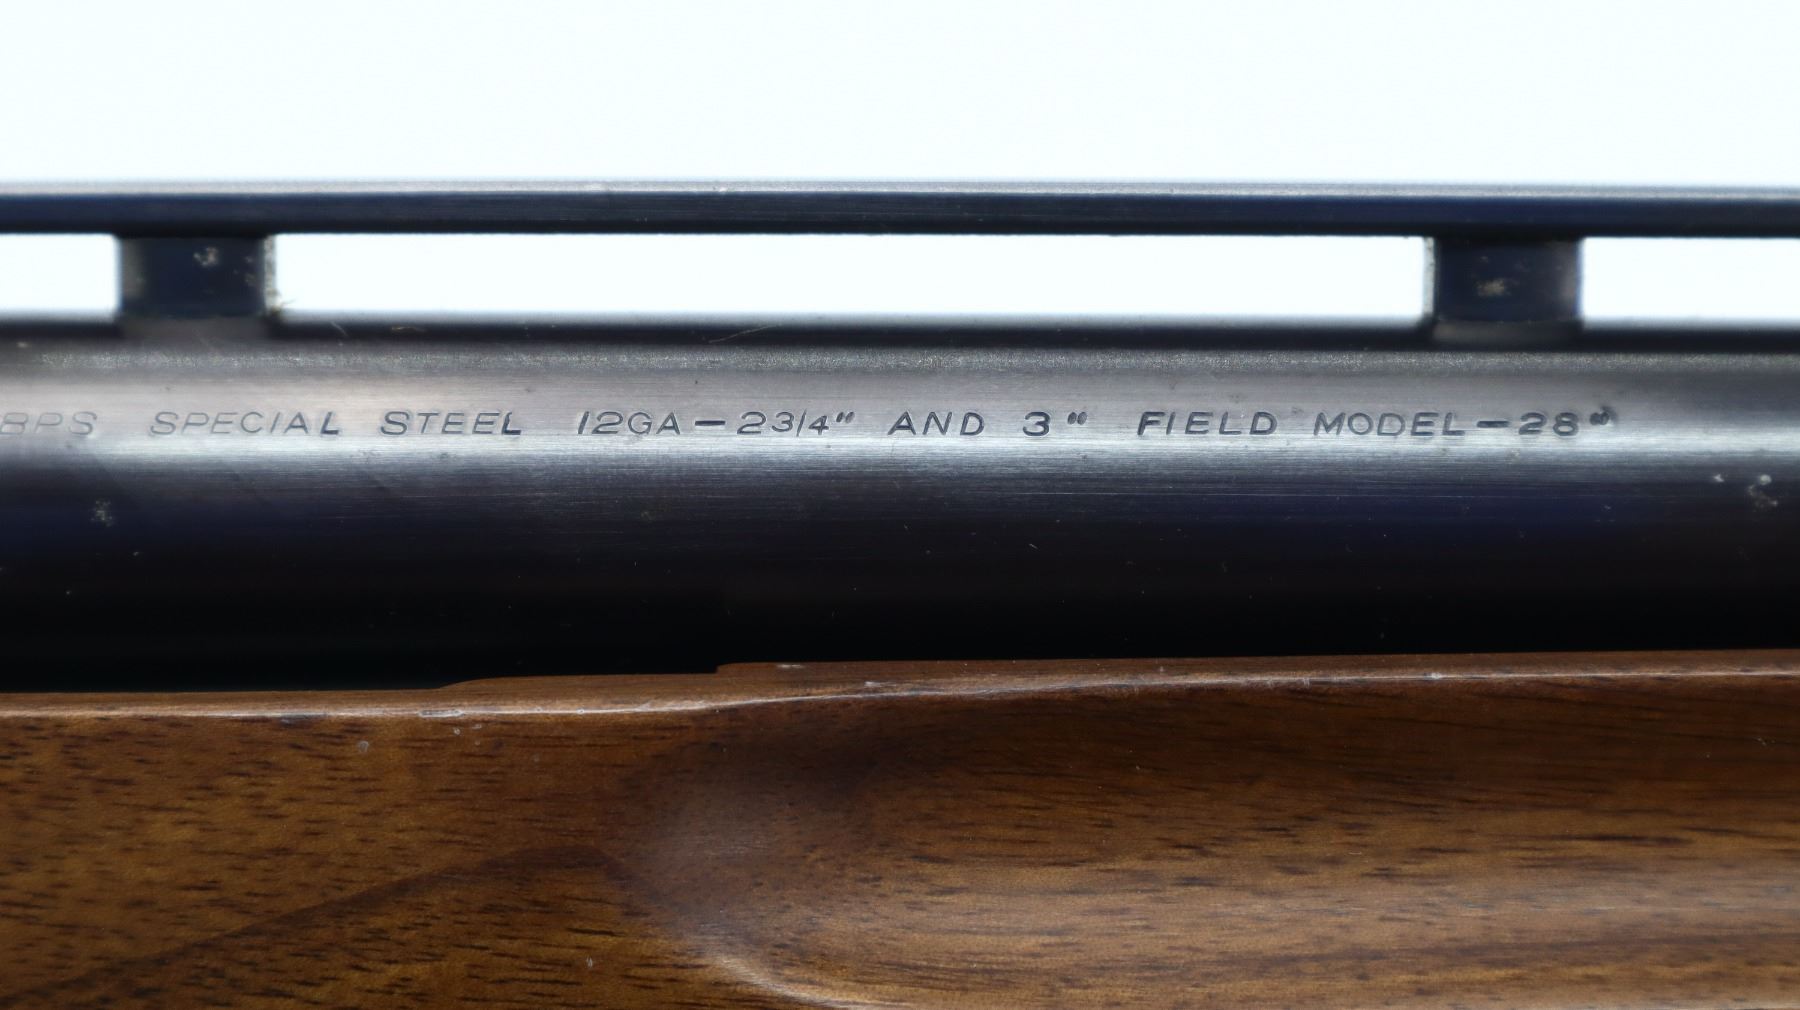 BPS SPECIAL STEEL 12GA-23/4" AND 3" FIELD MODEL-28"